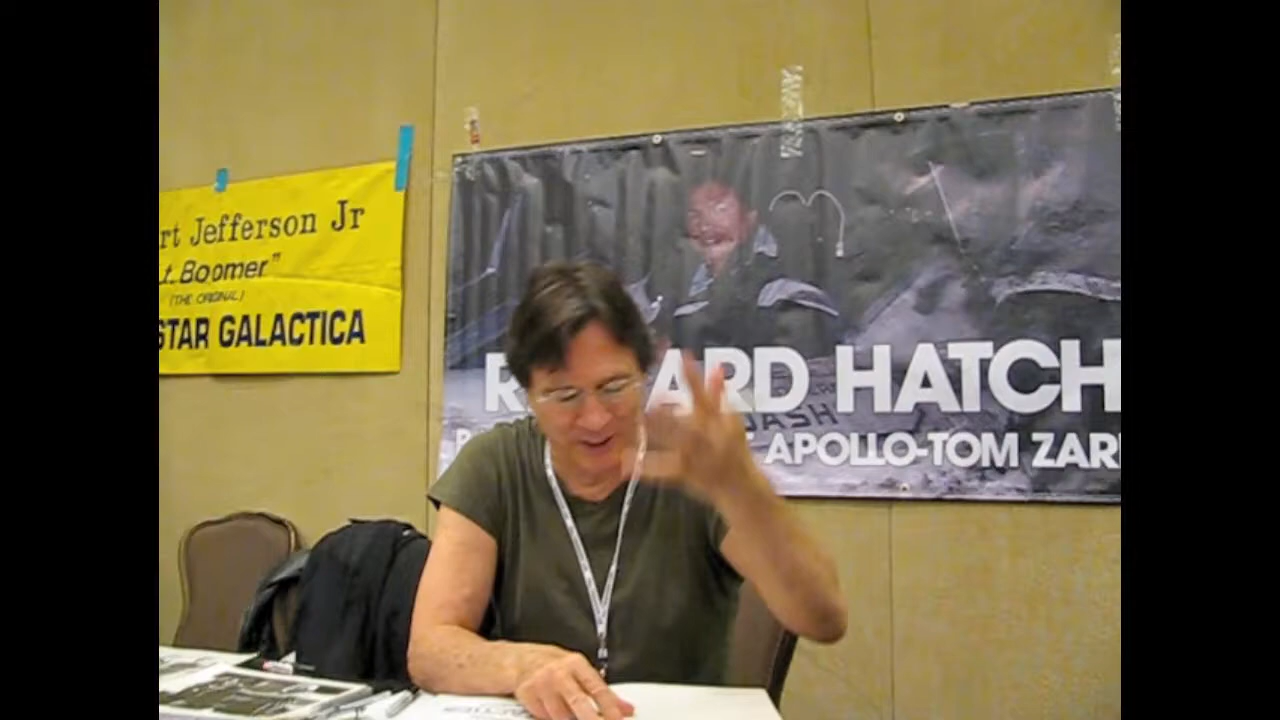 rt Jefferson Jr
t. Boomer"
(THE ORIGINAL)
STAR GALACTICA
R ARD HATCH
APOLLO-TOM ZAR